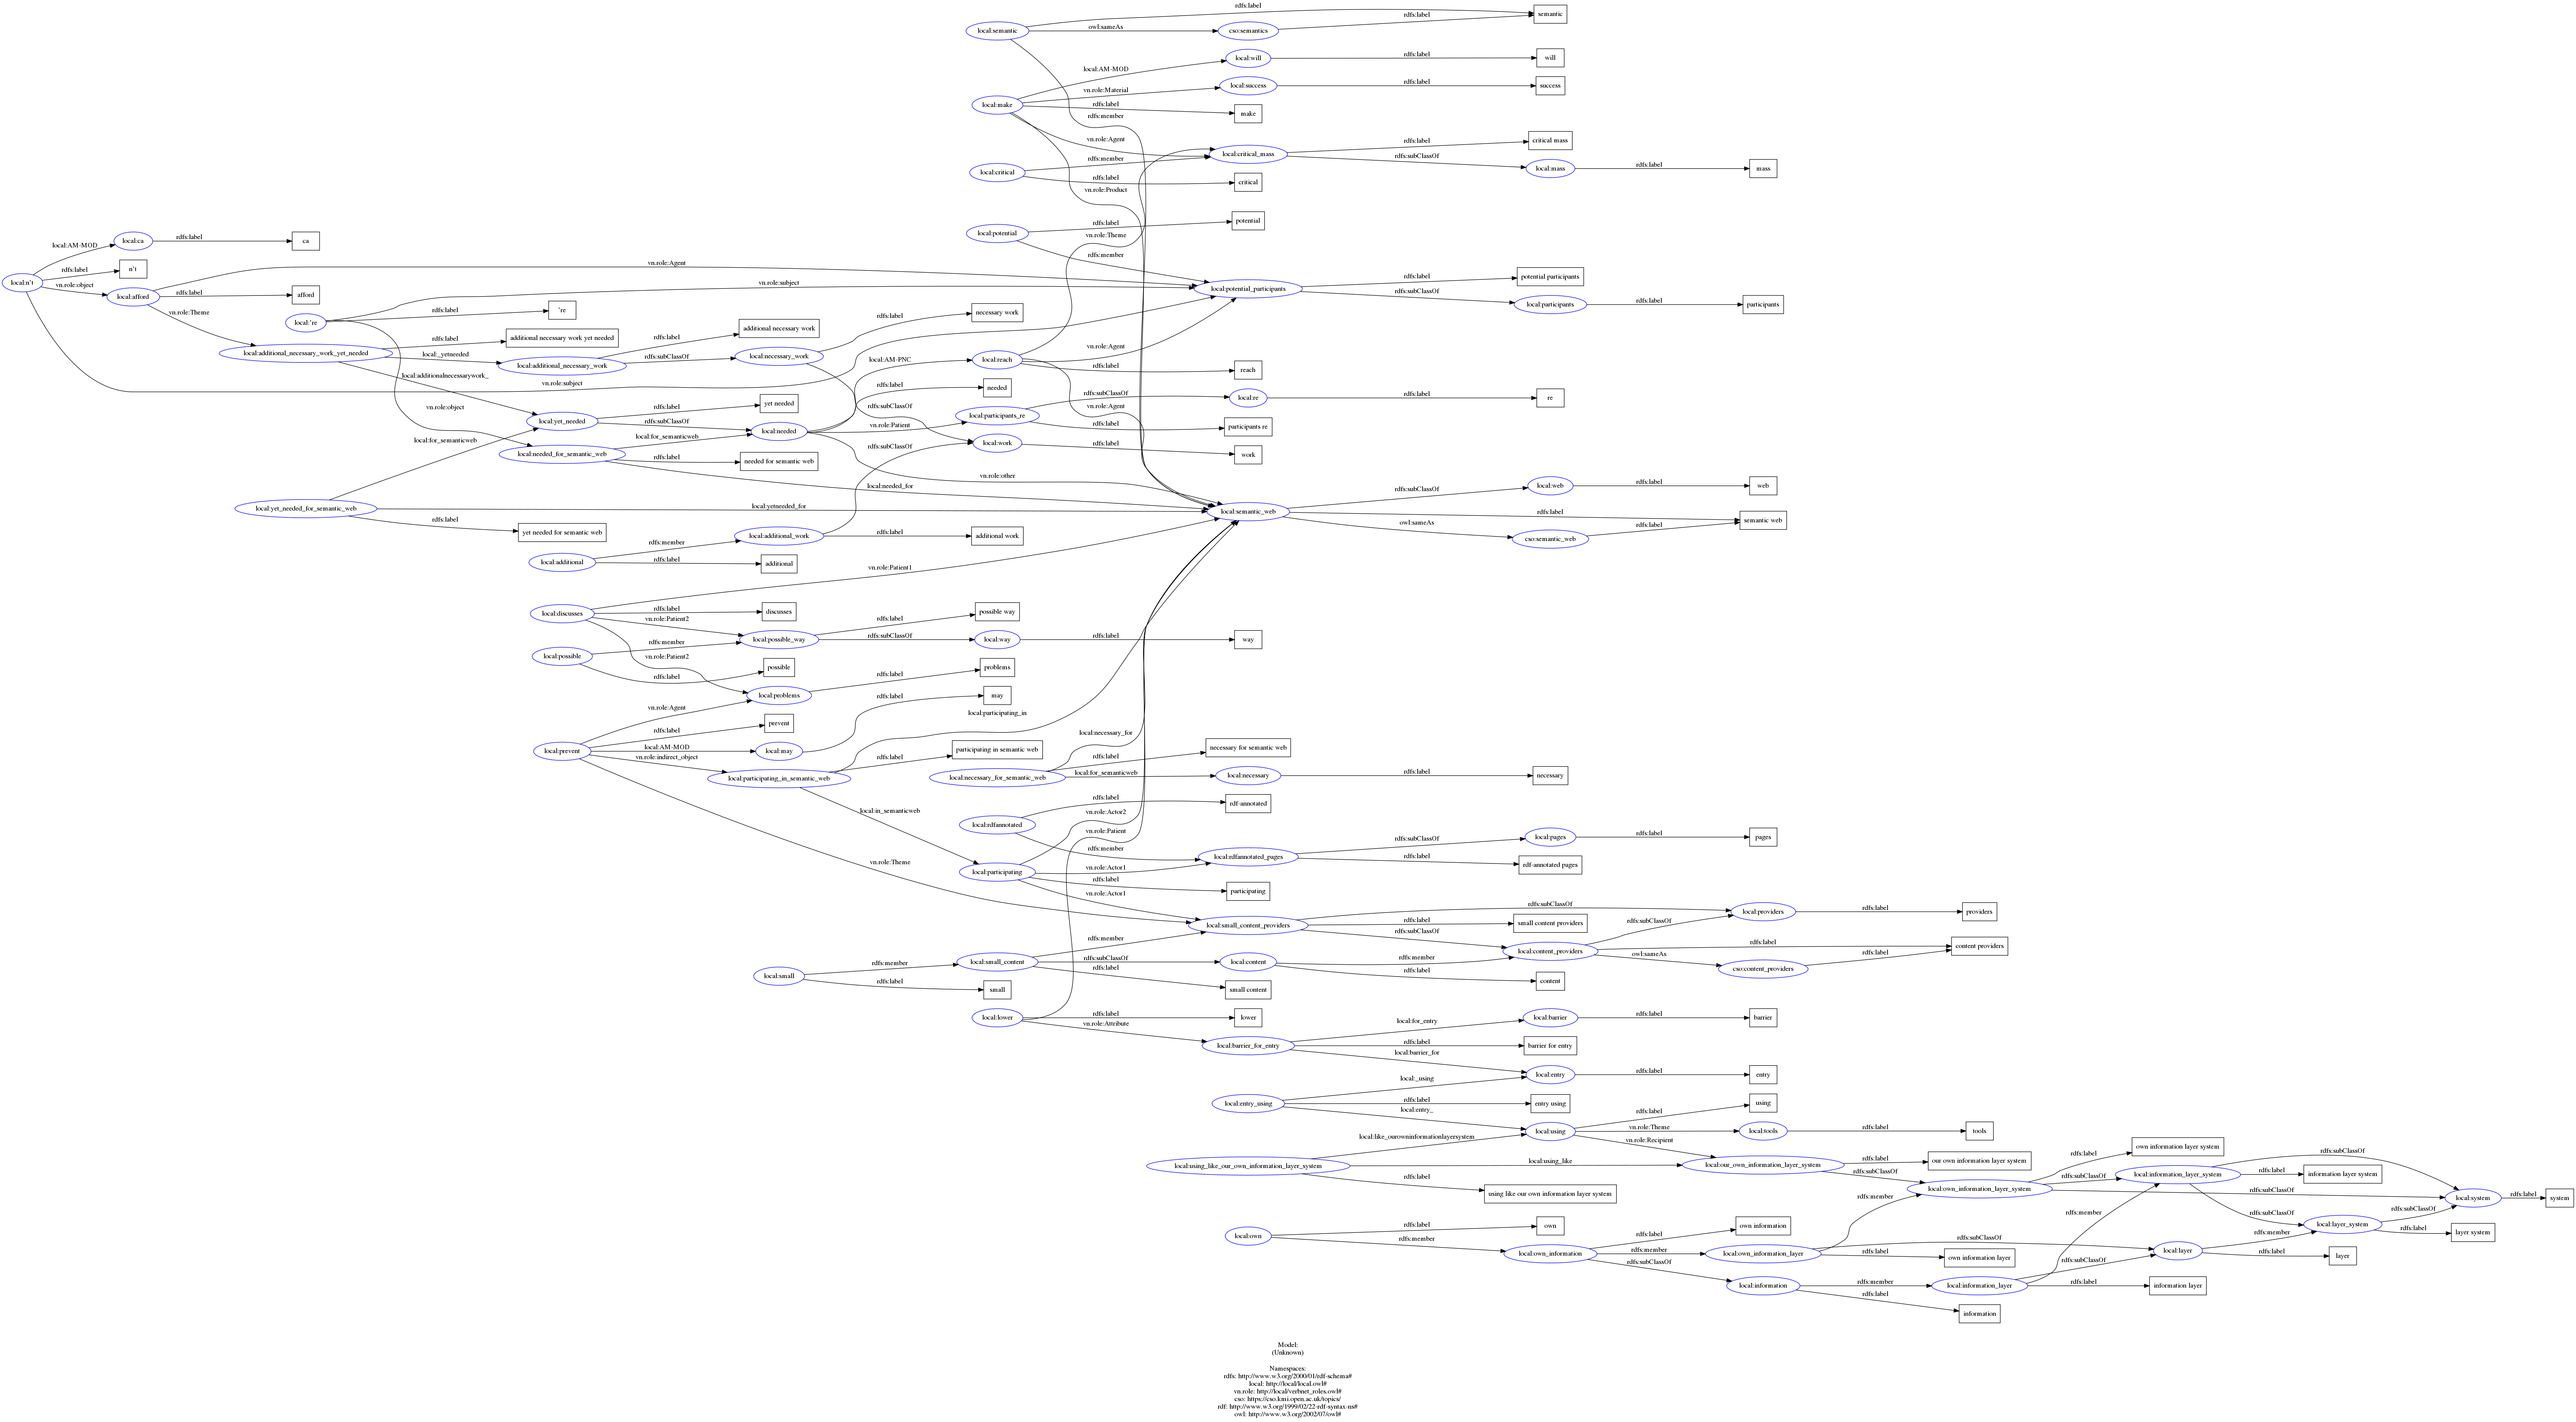 rdfs:label
semantic
local:semantic
owl:sameAs
cso:semantics
rdfs:label
rdfs:member
local:make
local:AM-MOD
local:will
rdfs:label
will
vn.role:Material
local:success
rdfs:label
success
rdfs:label
make
vn.role:Agent
local:critical_mass
rdfs:label
critical mass
rdfs:subClassOf
local:mass
rdfs:label
mass
vn.role:Product
local:critical
rdfs:member
rdfs:label
critical
local:potential
rdfs:label
potential
rdfs:member
vn.role:Theme
local:n't
local:AM-MOD
local:ca
rdfs:label
ca
rdfs:label
n't
vn.role:object
local:afford
vn.role:Agent
rdfs:label
afford
vn.role:Theme
local:'re
vn.role:subject
rdfs:label
're
vn.role:object
local:potential_participants
rdfs:label
potential participants
rdfs:subClassOf
local:participants
rdfs:label
participants
local:additional_necessary_work_yet_needed
rdfs:label
additional necessary work yet needed
local:_yetneeded
local:additional_necessary_work
rdfs:label
additional necessary work
rdfs:subClassOf
local:necessary_work
rdfs:label
necessary work
rdfs:subClassOf
local:additionalnecessarywork_
vn.role:subject
local:AM-PNC
local:reach
vn.role:Agent
rdfs:label
reach
vn.role:Agent
rdfs:label
needed
local:yet_needed
rdfs:label
yet needed
rdfs:subClassOf
local:needed
vn.role:Patient
local:participants_re
rdfs:subClassOf
local:re
rdfs:label
re
rdfs:label
participants re
local:for_semanticweb
local:needed_for_semantic_web
local:for_semanticweb
rdfs:label
needed for semantic web
local:needed_for
vn.role:other
rdfs:subClassOf
local:work
rdfs:label
work
local:yet_needed_for_semantic_web
local:yetneeded_for
rdfs:label
yet needed for semantic web
local:semantic_web
rdfs:subClassOf
local:web
rdfs:label
web
rdfs:label
semantic web
owl:sameAs
cso:semantic_web
rdfs:label
local:additional
rdfs:member
local:additional_work
rdfs:label
additional work
rdfs:label
additional
local:discusses
vn.role:Patient1
rdfs:label
discusses
vn.role:Patient2
local:possible_way
rdfs:label
possible way
rdfs:subClassOf
local:way
rdfs:label
way
local:possible
rdfs:member
vn.role:Patient2
rdfs:label
possible
local:problems
rdfs:label
problems
local:prevent
vn.role:Agent
rdfs:label
prevent
local:AM-MOD
local:may
rdfs:label
may
vn.role:indirect_object
local:participating_in_semantic_web
local:participating_in
rdfs:label
participating in semantic web
local:in_semanticweb
vn.role:Theme
local:necessary_for_semantic_web
local:necessary_for
rdfs:label
necessary for semantic web
local:for_semanticweb
local:necessary
rdfs:label
necessary
local:rdfannotated
rdfs:label
rdf-annotated
rdfs:member
local:rdfannotated_pages
rdfs:subClassOf
local:pages
rdfs:label
pages
rdfs:label
rdf-annotated pages
local:participating
vn.role:Actor2
vn.role:Patient
vn.role:Actor1
rdfs:label
participating
vn.role:Actor1
local:small_content_providers
rdfs:subClassOf
local:providers
rdfs:label
providers
rdfs:label
small content providers
rdfs:subClassOf
local:content_providers
rdfs:subClassOf
rdfs:label
content providers
owl:sameAs
cso:content_providers
rdfs:label
local:small
rdfs:member
local:small_content
rdfs:member
rdfs:subClassOf
local:content
rdfs:member
rdfs:label
content
rdfs:label
small content
rdfs:label
small
local:lower
rdfs:label
lower
vn.role:Attribute
local:barrier_for_entry
local:for_entry
local:barrier
rdfs:label
barrier
rdfs:label
barrier for entry
local:barrier_for
local:entry
rdfs:label
entry
local:entry_using
local:_using
rdfs:label
entry using
local:entry_
local:using
rdfs:label
using
vn.role:Theme
local:tools
rdfs:label
tools
vn.role:Recipient
local:using_like_our_own_information_layer_system
local:like_ourowninformationlayersystem
local:using_like
local:our_own_information_layer_system
rdfs:label
our own information layer system
rdfs:subClassOf
rdfs:label
using like our own information layer system
local:own_information_layer_system
rdfs:label
own information layer system
rdfs:subClassOf
local:information_layer_system
rdfs:subClassOf
rdfs:label
information layer system
rdfs:subClassOf
rdfs:subClassOf
local:system
rdfs:label
system
local:layer_system
rdfs:subClassOf
rdfs:label
layer system
local:own
rdfs:label
own
rdfs:member
local:own_information
rdfs:label
own information
rdfs:member
local:own_information_layer
rdfs:member
rdfs:subClassOf
rdfs:label
own information layer
rdfs:subClassOf
local:information
rdfs:member
local:information_layer
rdfs:subClassOf
rdfs:member
rdfs:label
information layer
rdfs:label
information
local:layer
rdfs:member
rdfs:label
layer
Model:
(Unknown)
Namespaces:
rdfs: http://www.w3.org/2000/01/rdf-schema#
local: http://local/local.owl#
vn.role: http://local/verbnet_roles.owl#
cso: https://cso.kmi.open.ac.uk/topics/
rdf: http://www.w3.org/1999/02/22-rdf-syntax-ns#
owl: http://www.w3.org/2002/07/owl#